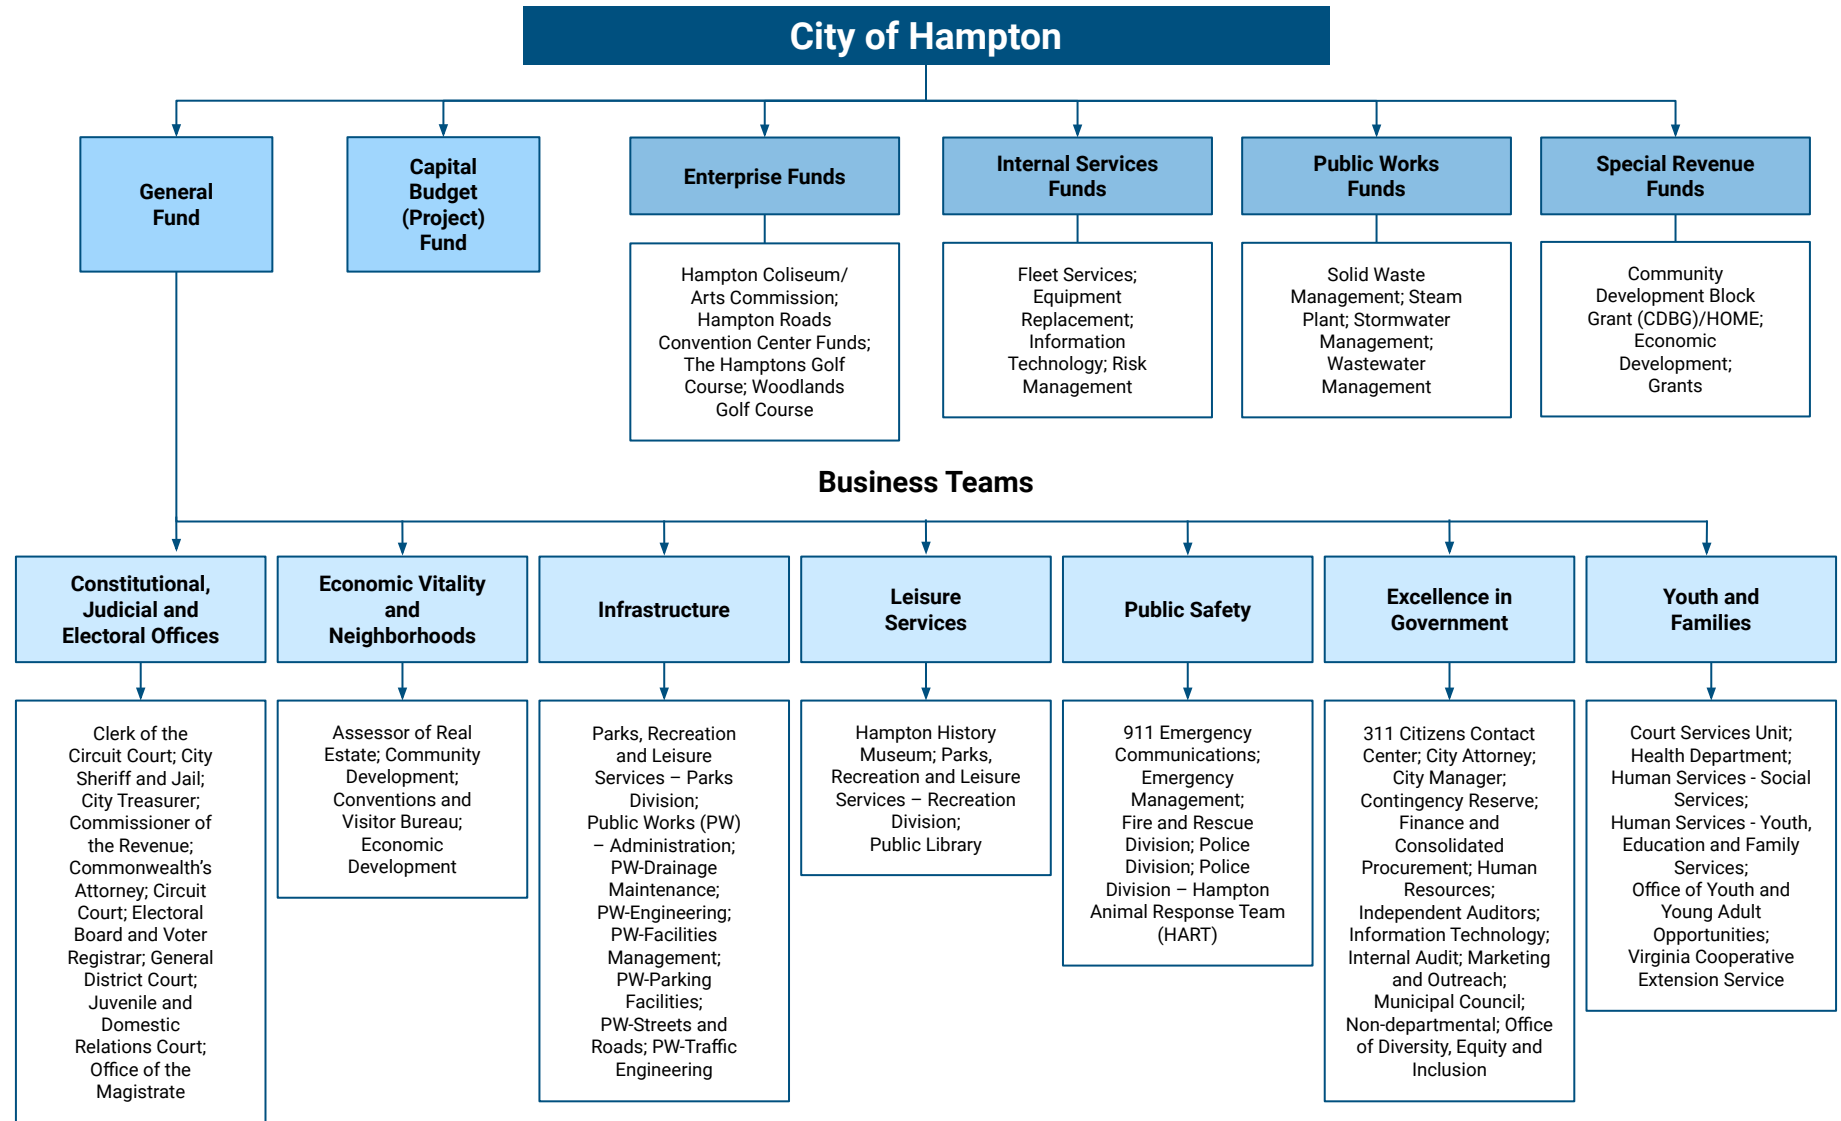 City of Hampton
General
Fund
Capital
Budget
(Project)
Fund
Enterprise Funds
Hampton Coliseum/
Arts Commission;
Hampton Roads
Convention Center Funds;
The Hamptons Golf
Course; Woodlands
Golf Course
Internal Services
Funds
Fleet Services;
Equipment
Replacement;
Information
Technology; Risk
Management
Public Works
Funds
Solid Waste
Management; Steam
Plant; Stormwater
Management;
Wastewater
Management
Special Revenue
Funds
Community
Development Block
Grant (CDBG)/HOME;
Economic
Development;
Grants
Business Teams
Constitutional,
Judicial and
Electoral Offices
Clerk of the
Circuit Court; City
Sheriff and Jail;
City Treasurer;
Commissioner of
the Revenue;
Commonwealth’s
Attorney; Circuit
Court; Electoral
Board and Voter
Registrar; General
District Court;
Juvenile and
Domestic
Relations Court;
Office of the
Magistrate
Economic Vitality
and
Neighborhoods
Assessor of Real
Estate; Community
Development;
Conventions and
Visitor Bureau;
Economic
Development
Infrastructure
Parks, Recreation
and Leisure
Services – Parks
Division;
Public Works (PW)
– Administration;
PW-Drainage
Maintenance;
PW-Engineering;
PW-Facilities
Management;
PW-Parking
Facilities;
PW-Streets and
Roads; PW-Traffic
Engineering
Leisure
Services
Hampton History
Museum; Parks,
Recreation and Leisure
Services – Recreation
Division;
Public Library
Public Safety
911 Emergency
Communications;
Emergency
Management;
Fire and Rescue
Division; Police
Division; Police
Division – Hampton
Animal Response Team
(HART)
Excellence in
Government
311 Citizens Contact
Center; City Attorney;
City Manager;
Contingency Reserve;
Finance and
Consolidated
Procurement; Human
Resources;
Independent Auditors;
Information Technology;
Internal Audit; Marketing
and Outreach;
Municipal Council;
Non-departmental; Office
of Diversity, Equity and
Inclusion
Youth and
Families
Court Services Unit;
Health Department;
Human Services - Social
Services;
Human Services - Youth,
Education and Family
Services;
Office of Youth and
Young Adult
Opportunities;
Virginia Cooperative
Extension Service